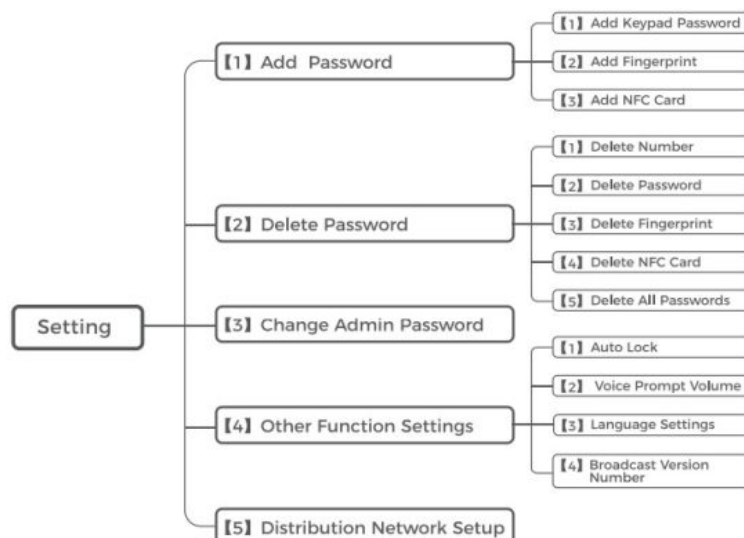 Setting
【1】Add Password
【1】Add Keypad Password
【2】Add Fingerprint
【3】Add NFC Card
【2】Delete Password
【1】Delete Number
【2】Delete Password
【3】Delete Fingerprint
【4】Delete NFC Card
【5】Delete All Passwords
【3】Change Admin Password
【4】Other Function Settings
【1】Auto Lock
【2】Voice Prompt Volume
【3】Language Settings
【4】Broadcast Version
Number
【5】Distribution Network Setup